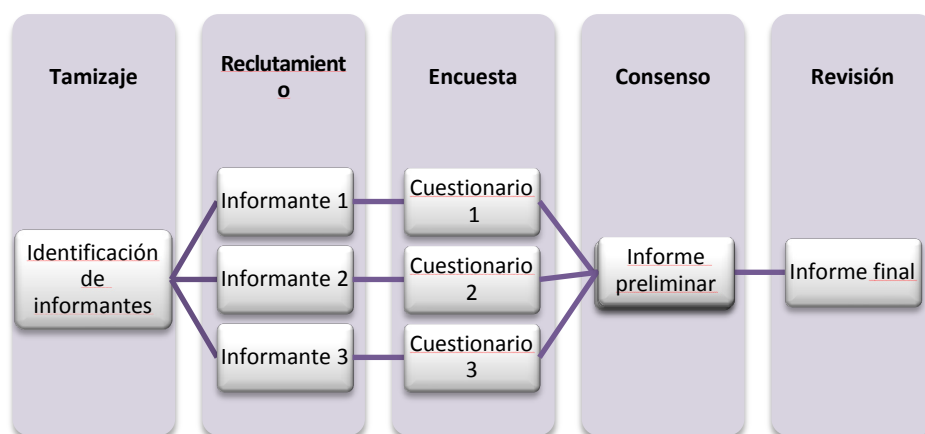 Tamizaje
Reclutamient
o
Encuesta
Consenso
Revisión
Identificación
de
informantes
Informante 1
Informante 2
Informante 3
Cuestionario
1
Cuestionario
2
Cuestionario
3
Informe
preliminar
Informe final